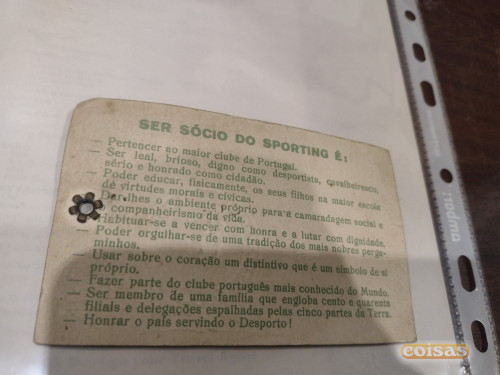 SER SÓCIO DO SPORTING É:
— Pertencer ao maior clube de Portugal.
— Ser leal, brioso, digno como desportista, cavalheiresco,
sério e honrado como cidadão.
— Poder educar, fisicamente, os seus filhos na maior escola
de virtudes morais e cívicas.
— Dar-lhes o ambiente próprio para a camaradagem social e
companheirismo da vida.
Habituar-se a vencer com honra e a lutar com dignidade.
— Poder orgulhar-se de uma tradição dos mais nobres perga-
minhos.
— Usar sobre o coração um distintivo que é um símbolo de si
próprio.
— Fazer parte do clube português mais conhecido do Mundo.
— Ser membro de uma família que engloba cento e quarenta
filiais e delegações espalhadas pelas cinco partes da Terra.
— Honrar o país servindo o Desporto!
ambar
coisas